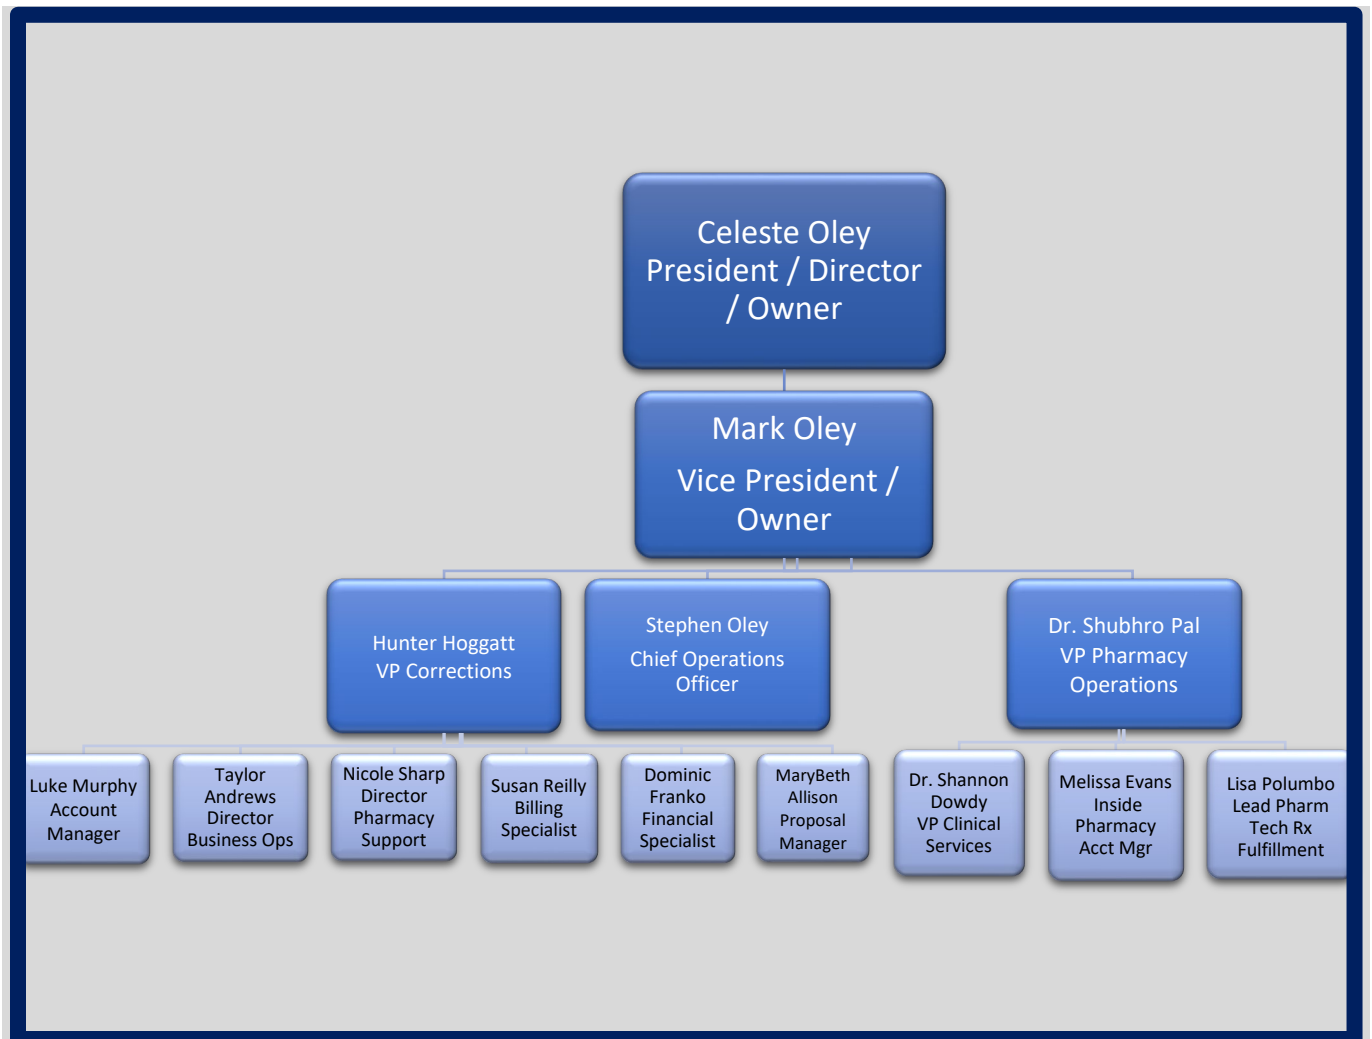 Celeste Oley
President / Director
/ Owner
Mark Oley
Vice President /
Owner
Hunter Hoggatt
VP Corrections
Stephen Oley
Chief Operations
Officer
Dr. Shubhro Pal
VP Pharmacy
Operations
Luke Murphy
Account
Manager
Taylor
Andrews
Director
Business Ops
Nicole Sharp
Director
Pharmacy
Support
Susan Reilly
Billing
Specialist
Dominic
Franko
Financial
Specialist
MaryBeth
Allison
Proposal
Manager
Dr. Shannon
Dowdy
VP Clinical
Services
Melissa Evans
Inside
Pharmacy
Acct Mgr
Lisa Polumbo
Lead Pharm
Tech Rx
Fulfillment